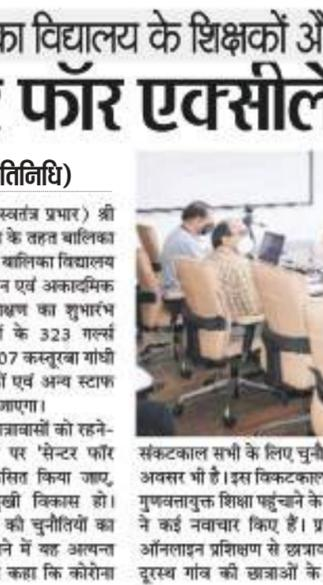 का विद्यालय के शिक्षकों औ
फॉर एक्सीले
तिनिधि)
स्वतंत्र प्रभार) श्री
के तहत बालिका
बालिका विद्यालय
न एवं अकादमिक
क्षण का शुभारंभ
के 323 गर्ल्स
07 कस्तूरबा गांधी
ओं एवं अन्य स्टाफ
जाएगा।
त्रावासों को रहने-
पर 'सेन्टर फॉर
सित किया जाए,
मुखी विकास हो।
की चुनौतियों का
ने में यह अत्यन्त
कहा कि कोरोना
संकटकाल सभी के लिए चुनौ
अवसर भी है। इस विकटकाल
गुणवत्तायुक्त शिक्षा पहुंचाने के
ने कई नवाचार किए हैं। प्र
ऑनलाइन प्रशिक्षण से छात्राव
दूरस्थ गांव की छात्राओं के